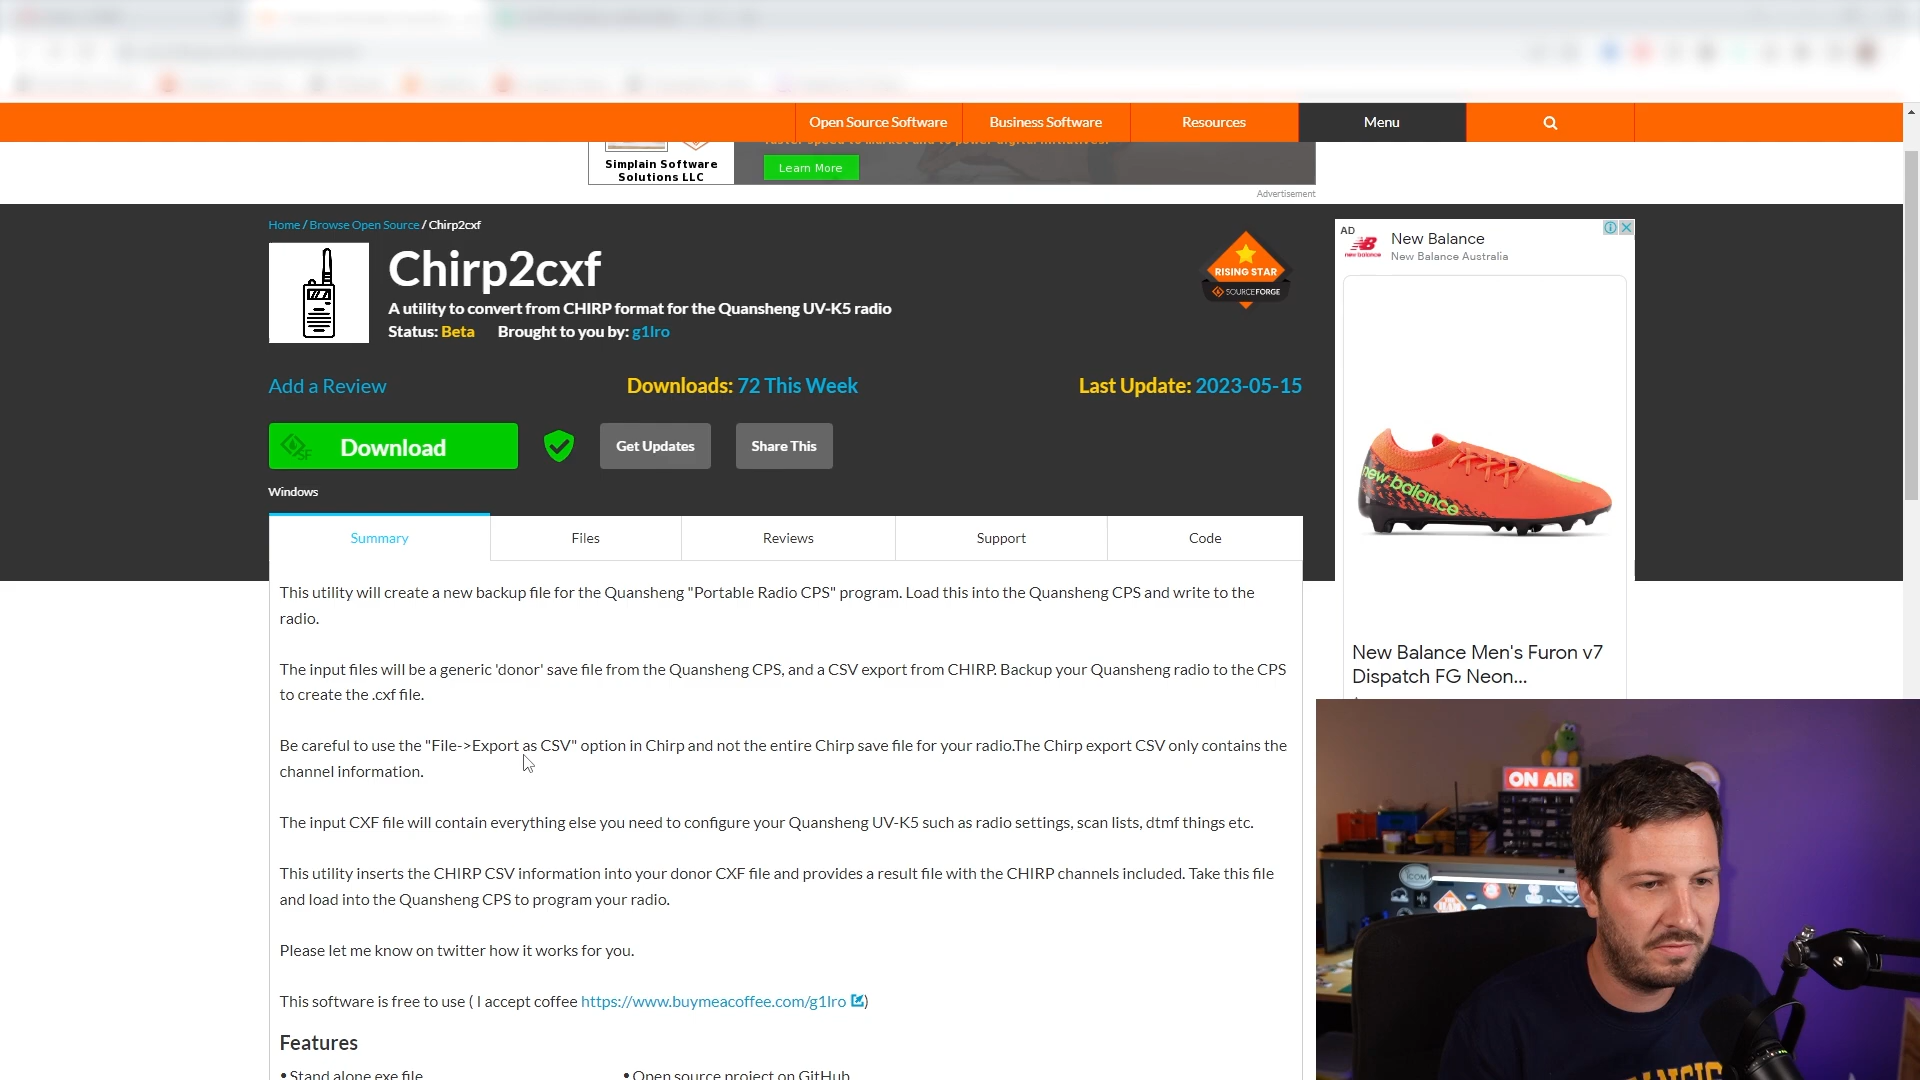 Open Source Software
Business Software
Resources
Menu
Simplain Software
Solutions LLC
Learn More
Advertisement
Home / Browse Open Source / Chirp2cxf
Chirp2cxf
A utility to convert from CHIRP format for the Quansheng UV-K5 radio
Status: Beta
Brought to you by: g1lro
RISING STAR
SOURCEFORGE
Add a Review
Downloads: 72 This Week
Last Update: 2023-05-15
Download
SF
Get Updates
Share This
Windows
Summary
Files
Reviews
Support
Code
This utility will create a new backup file for the Quansheng "Portable Radio CPS" program. Load this into the Quansheng CPS and write to the
radio.
The input files will be a generic 'donor' save file from the Quansheng CPS, and a CSV export from CHIRP. Backup your Quansheng radio to the CPS
to create the .cxf file.
Be careful to use the "File->Export as CSV" option in Chirp and not the entire Chirp save file for your radio.The Chirp export CSV only contains the
channel information.
The input CXF file will contain everything else you need to configure your Quansheng UV-K5 such as radio settings, scan lists, dtmf things etc.
This utility inserts the CHIRP CSV information into your donor CXF file and provides a result file with the CHIRP channels included. Take this file
and load into the Quansheng CPS to program your radio.
Please let me know on twitter how it works for you.
This software is free to use ( I accept coffee https://www.buymeacoffee.com/g1lro )
Features
• Stand alone exe file
• Open source project on GitHub
AD
new balance
New Balance
New Balance Australia
new balance
New Balance Men's Furon v7
Dispatch FG Neon...
ON AIR
ICOM